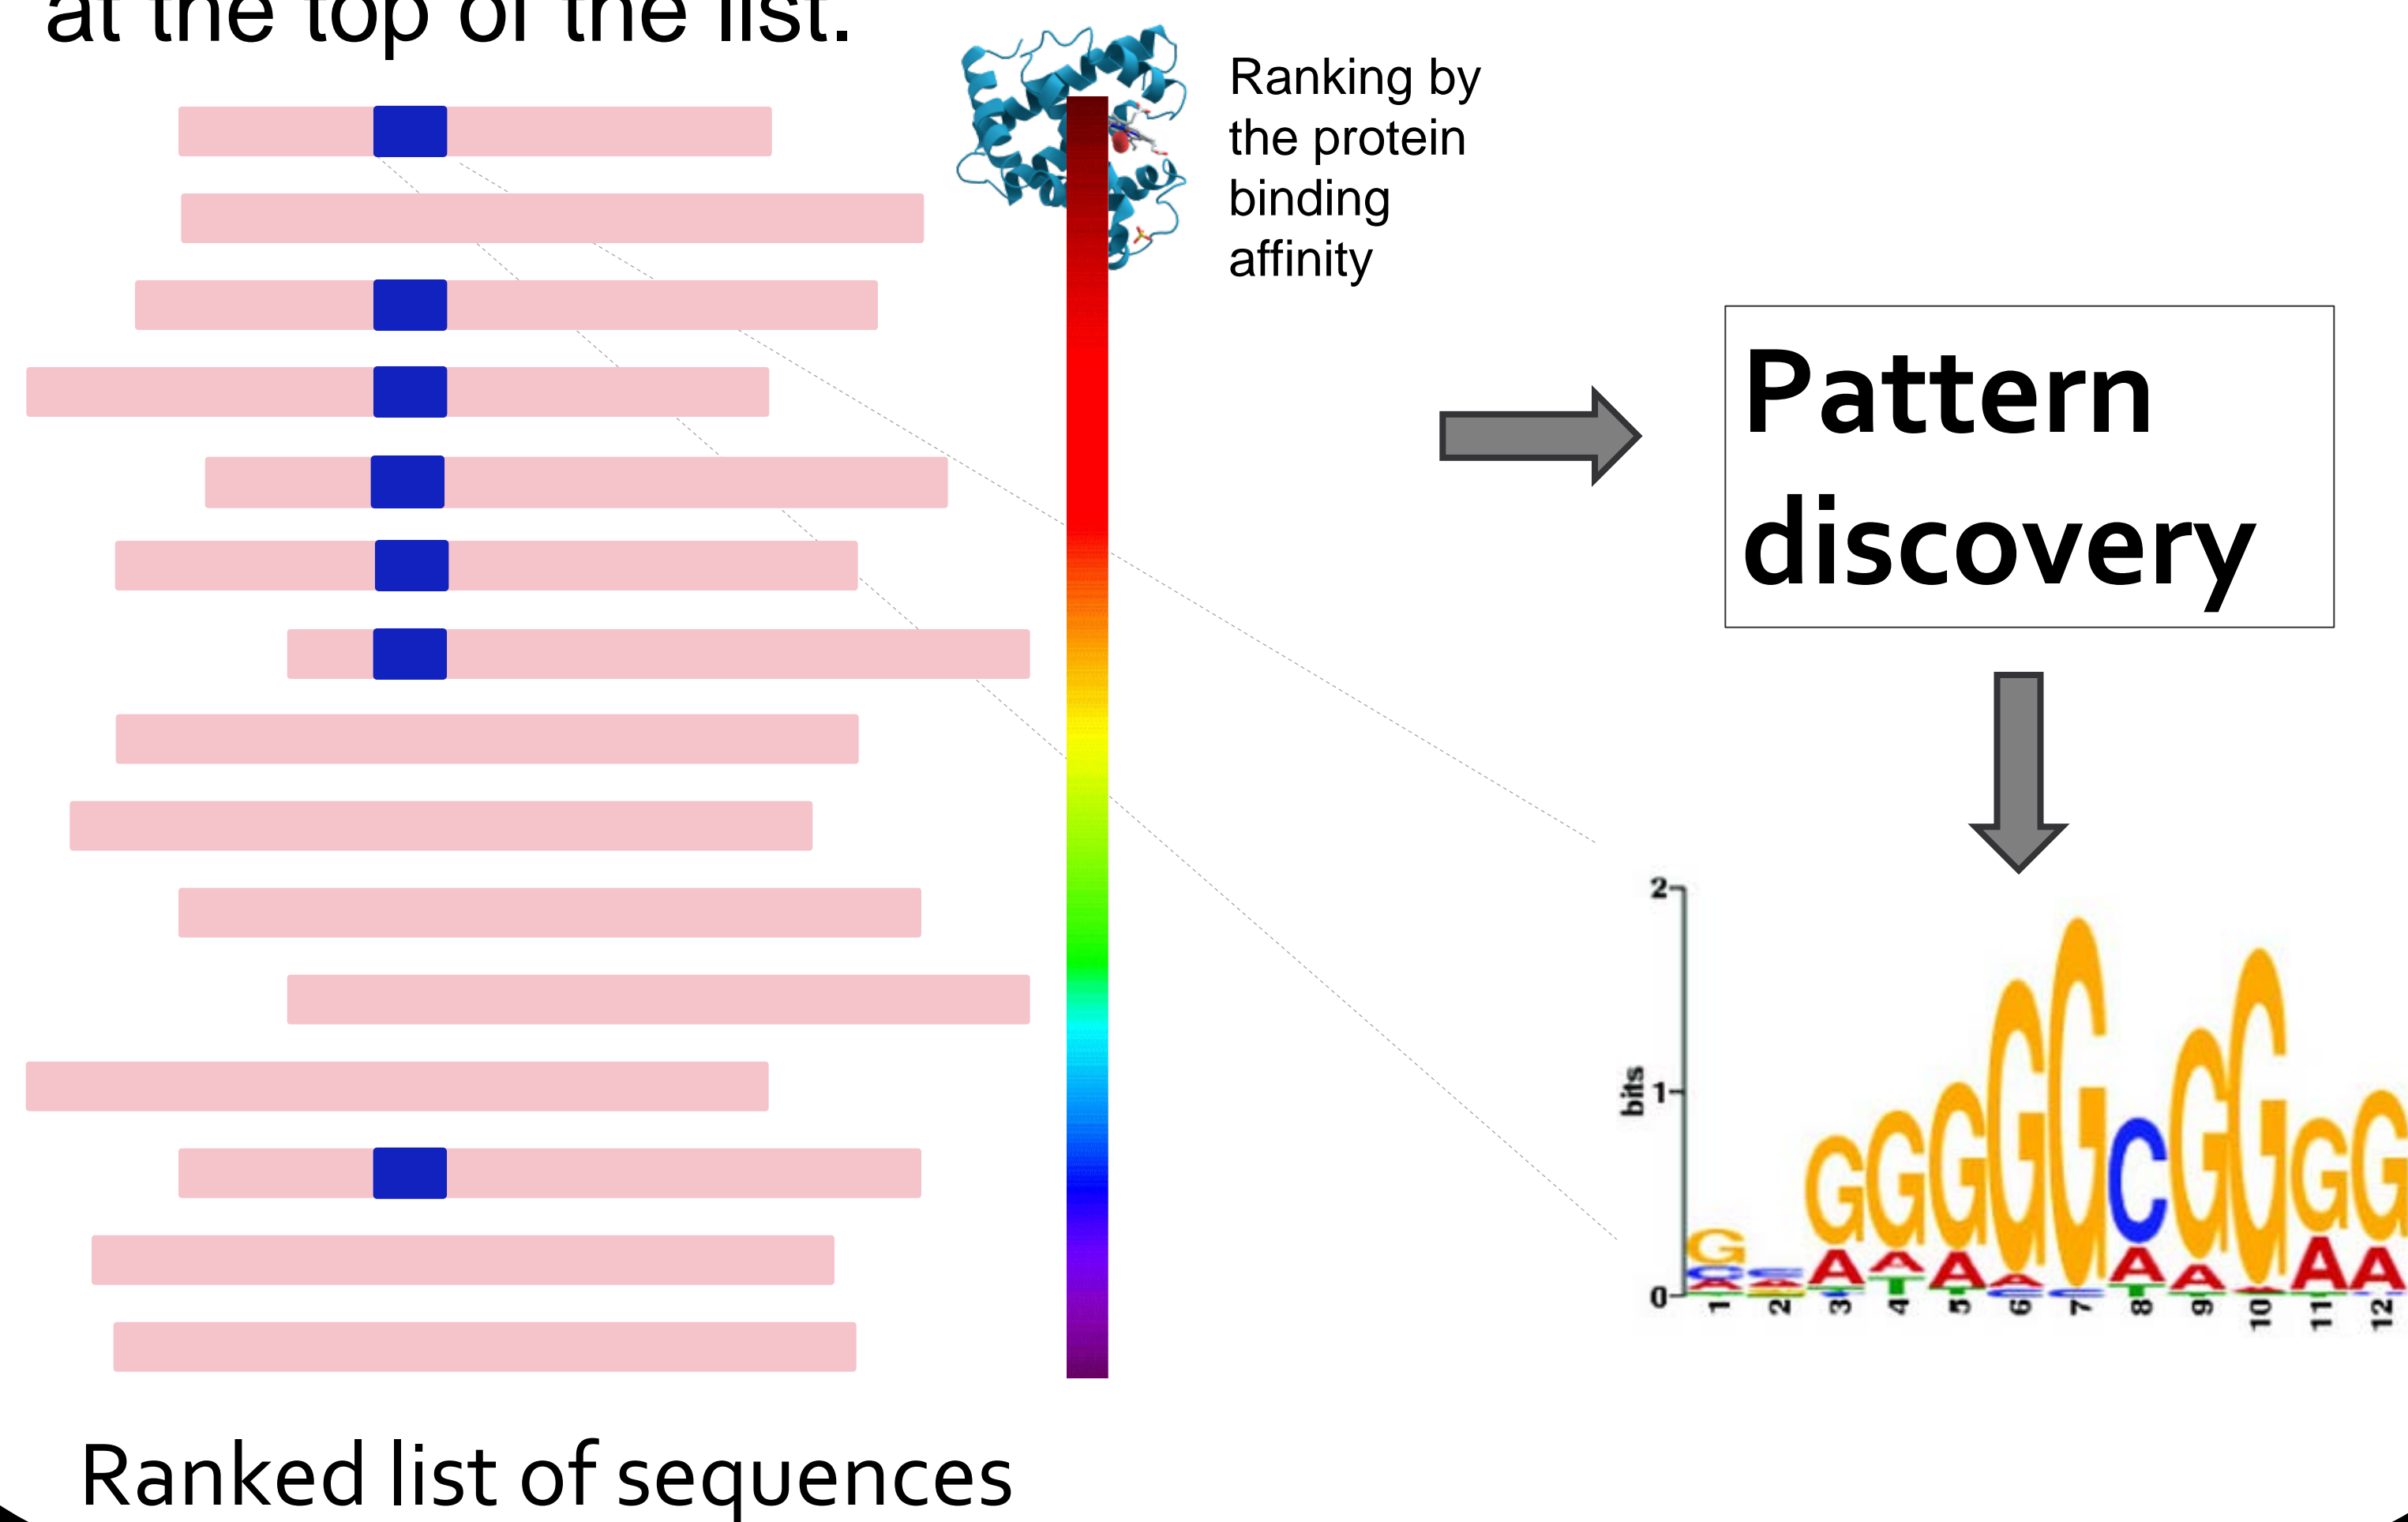 at the top of the list.
Ranking by
the protein
binding
affinity
Pattern
discovery
2
bits
1
0
G G G G G G C G G G G
C C A A A A A A A A A
T T T
1 2 3 4 5 6 7 8 9 10 11 12
Ranked list of sequences